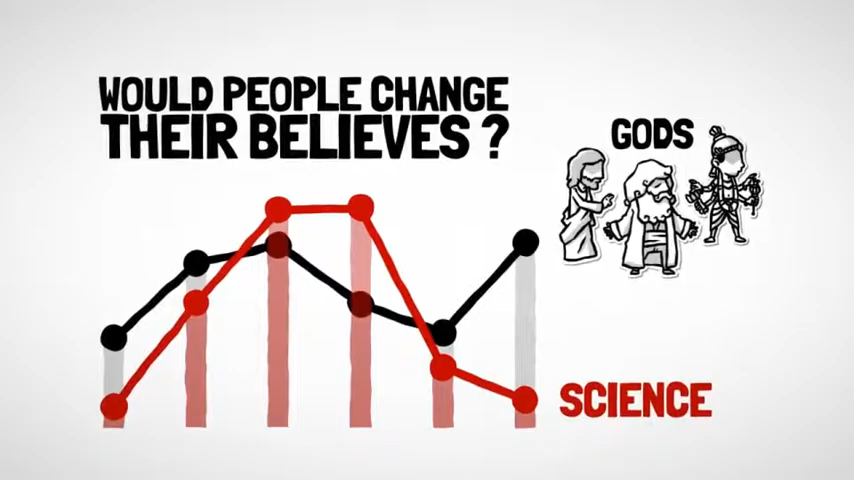 WOULD PEOPLE CHANGE
THEIR BELIEVES ?
GODS
SCIENCE